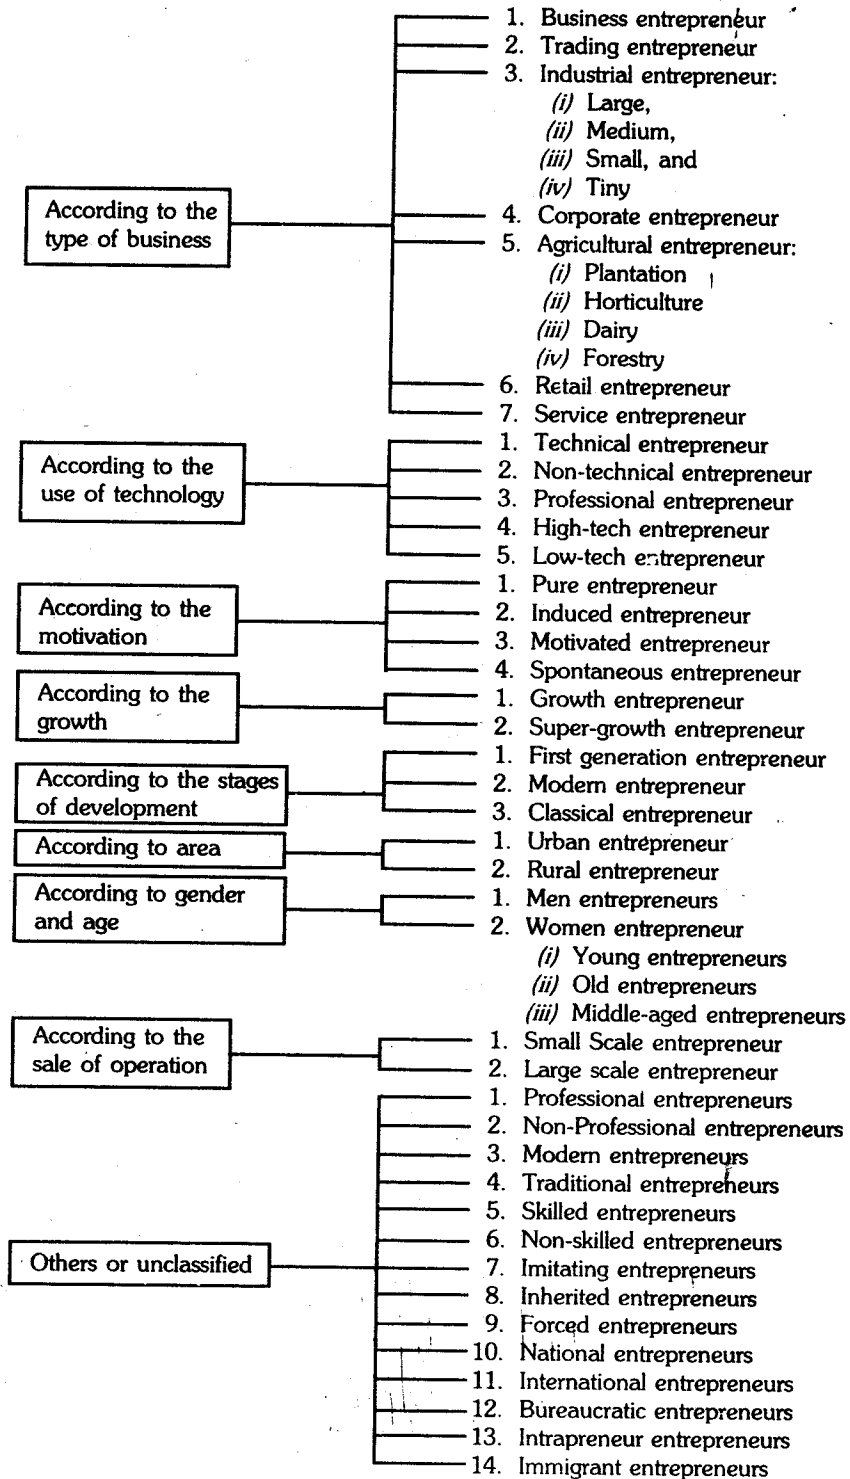 1. Business entrepreneur
2. Trading entrepreneur
3. Industrial entrepreneur:
(i) Large,
(ii) Medium,
(iii) Small, and
(iv) Tiny
According to the
type of business
4. Corporate entrepreneur
5. Agricultural entrepreneur:
(i) Plantation
(ii) Horticulture
(iii) Dairy
(iv) Forestry
6. Retail entrepreneur
7. Service entrepreneur
According to the
use of technology
1. Technical entrepreneur
2. Non-technical entrepreneur
3. Professional entrepreneur
4. High-tech entrepreneur
5. Low-tech entrepreneur
According to the
motivation
1. Pure entrepreneur
2. Induced entrepreneur
3. Motivated entrepreneur
4. Spontaneous entrepreneur
According to the
growth
1. Growth entrepreneur
2. Super-growth entrepreneur
According to the stages
of development
1. First generation entrepreneur
2. Modern entrepreneur
3. Classical entrepreneur
According to area
1. Urban entrepreneur
2. Rural entrepreneur
According to gender
and age
1. Men entrepreneurs
2. Women entrepreneur
(i) Young entrepreneurs
(ii) Old entrepreneurs
(iii) Middle-aged entrepreneurs
According to the
sale of operation
1. Small Scale entrepreneur
2. Large scale entrepreneur
Others or unclassified
1. Professional entrepreneurs
2. Non-Professional entrepreneurs
3. Modern entrepreneurs
4. Traditional entrepreneurs
5. Skilled entrepreneurs
6. Non-skilled entrepreneurs
7. Imitating entrepreneurs
8. Inherited entrepreneurs
9. Forced entrepreneurs
10. National entrepreneurs
11. International entrepreneurs
12. Bureaucratic entrepreneurs
13. Intrapreneur entrepreneurs
14. Immigrant entrepreneurs